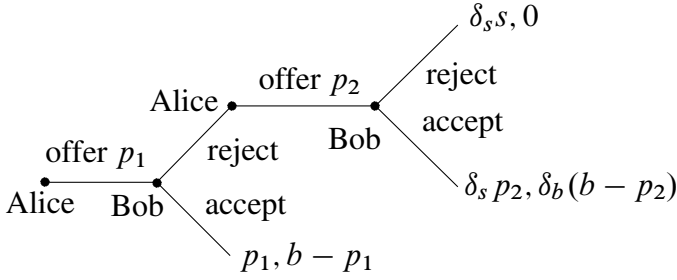 δ_s s, 0
offer p_2
reject
Alice
accept
Bob
offer p_1
reject
δ_s p_2, δ_b(b − p_2)
Alice
Bob
accept
p_1, b − p_1